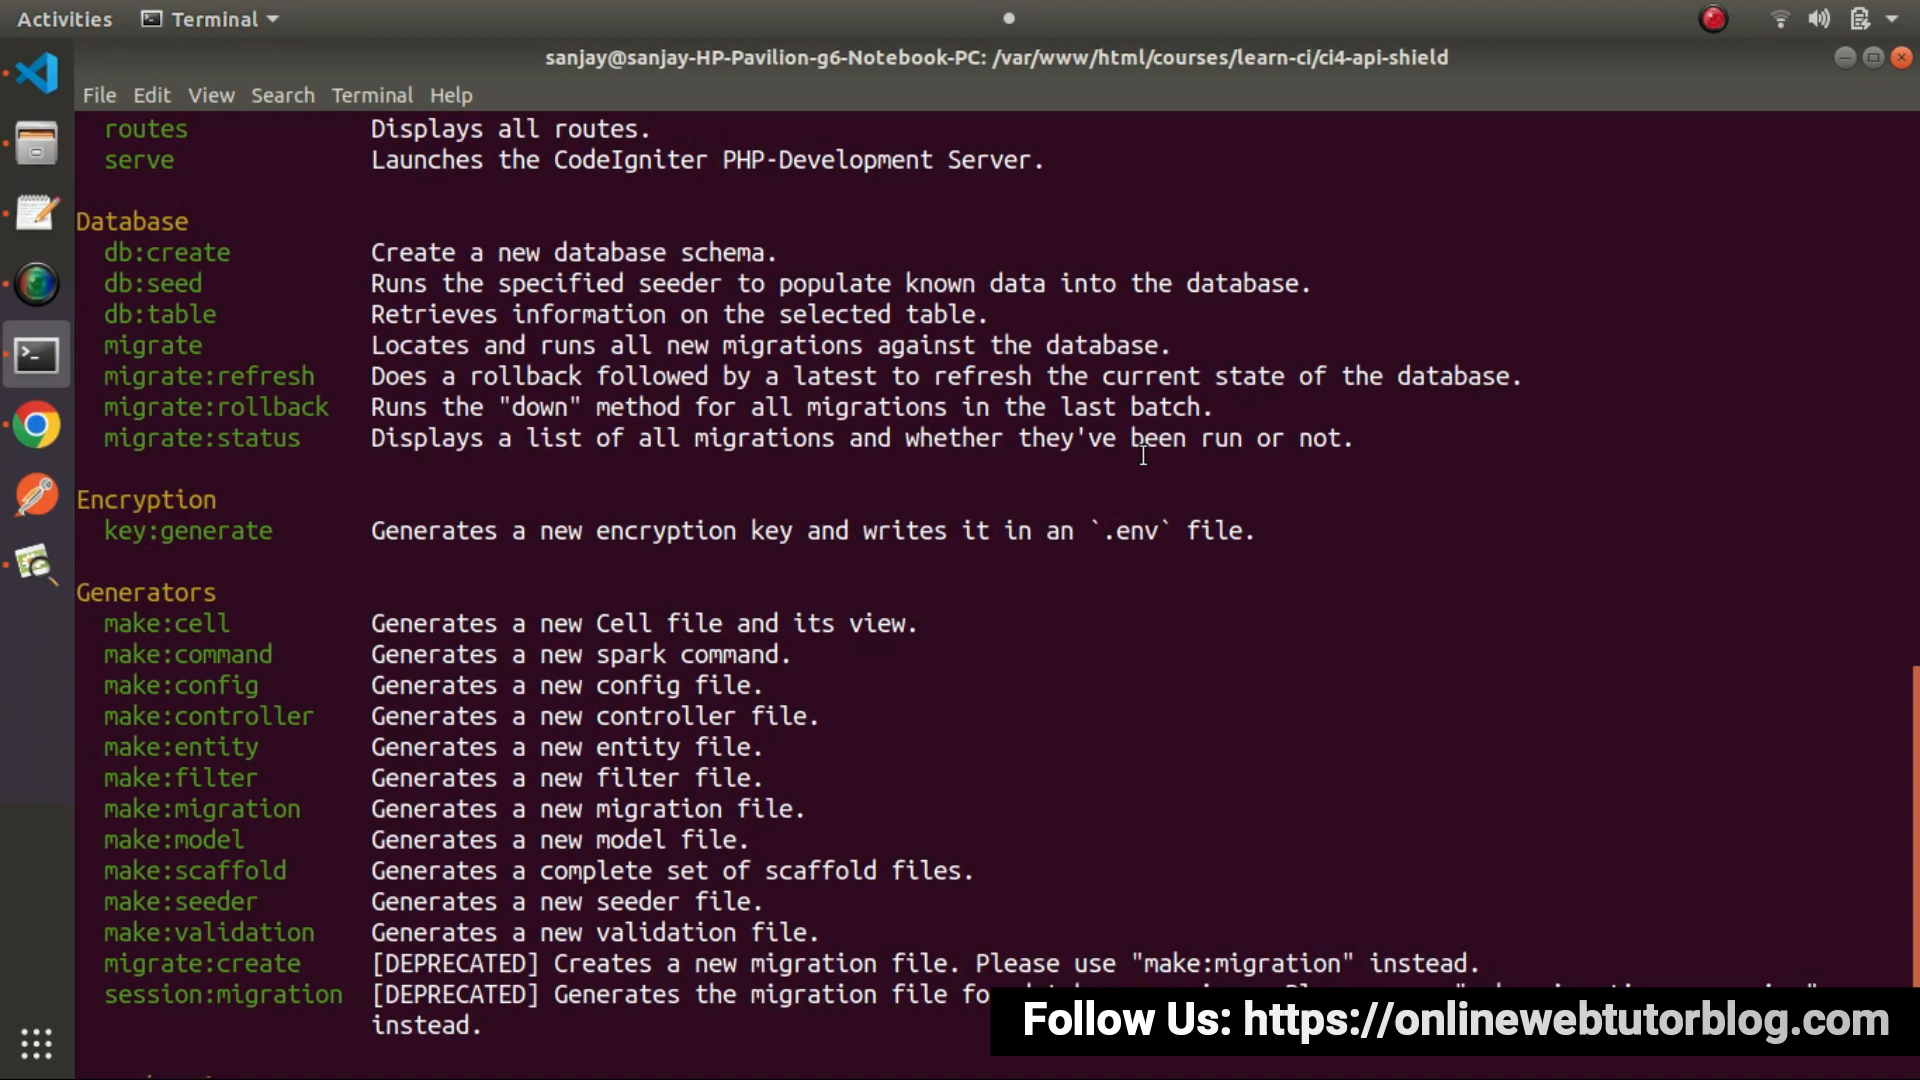 Activities Terminal
sanjay@sanjay-HP-Pavilion-g6-Notebook-PC: /var/www/html/courses/learn-ci/ci4-api-shield
File Edit View Search Terminal Help
routes Displays all routes.
serve Launches the CodeIgniter PHP-Development Server.
Database
db:create Create a new database schema.
db:seed Runs the specified seeder to populate known data into the database.
db:table Retrieves information on the selected table.
migrate Locates and runs all new migrations against the database.
migrate:refresh Does a rollback followed by a latest to refresh the current state of the database.
migrate:rollback Runs the "down" method for all migrations in the last batch.
migrate:status Displays a list of all migrations and whether they've been run or not.
Encryption
key:generate Generates a new encryption key and writes it in an `.env` file.
Generators
make:cell Generates a new Cell file and its view.
make:command Generates a new spark command.
make:config Generates a new config file.
make:controller Generates a new controller file.
make:entity Generates a new entity file.
make:filter Generates a new filter file.
make:migration Generates a new migration file.
make:model Generates a new model file.
make:scaffold Generates a complete set of scaffold files.
make:seeder Generates a new seeder file.
make:validation Generates a new validation file.
migrate:create [DEPRECATED] Creates a new migration file. Please use "make:migration" instead.
session:migration [DEPRECATED] Generates the migration file
instead.
Follow Us: https://onlinewebtutorblog.com